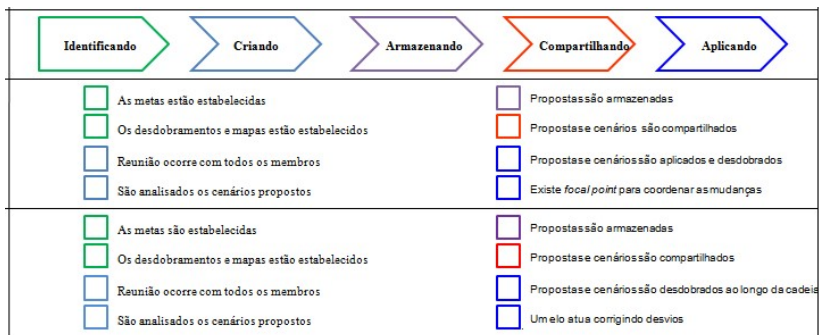 Identificando
Criando
Armazenando
Compartilhando
Aplicando
As metas estão estabelecidas
Os desdobramentos e mapas estão estabelecidos
Reunião ocorre com todos os membros
São analisados os cenários propostos
Propostas são armazenadas
Propostas e cenários são compartilhados
Propostas e cenários são aplicados e desdobrados
Existe focal point para coordenar as mudanças
As metas são estabelecidas
Os desdobramentos e mapas estão estabelecidos
Reunião ocorre com todos os membros
São analisados os cenários propostos
Propostas são armazenadas
Propostas e cenários são compartilhados
Propostas e cenários são desdobrados ao longo da cadeia
Um elo atua corrigindo desvios